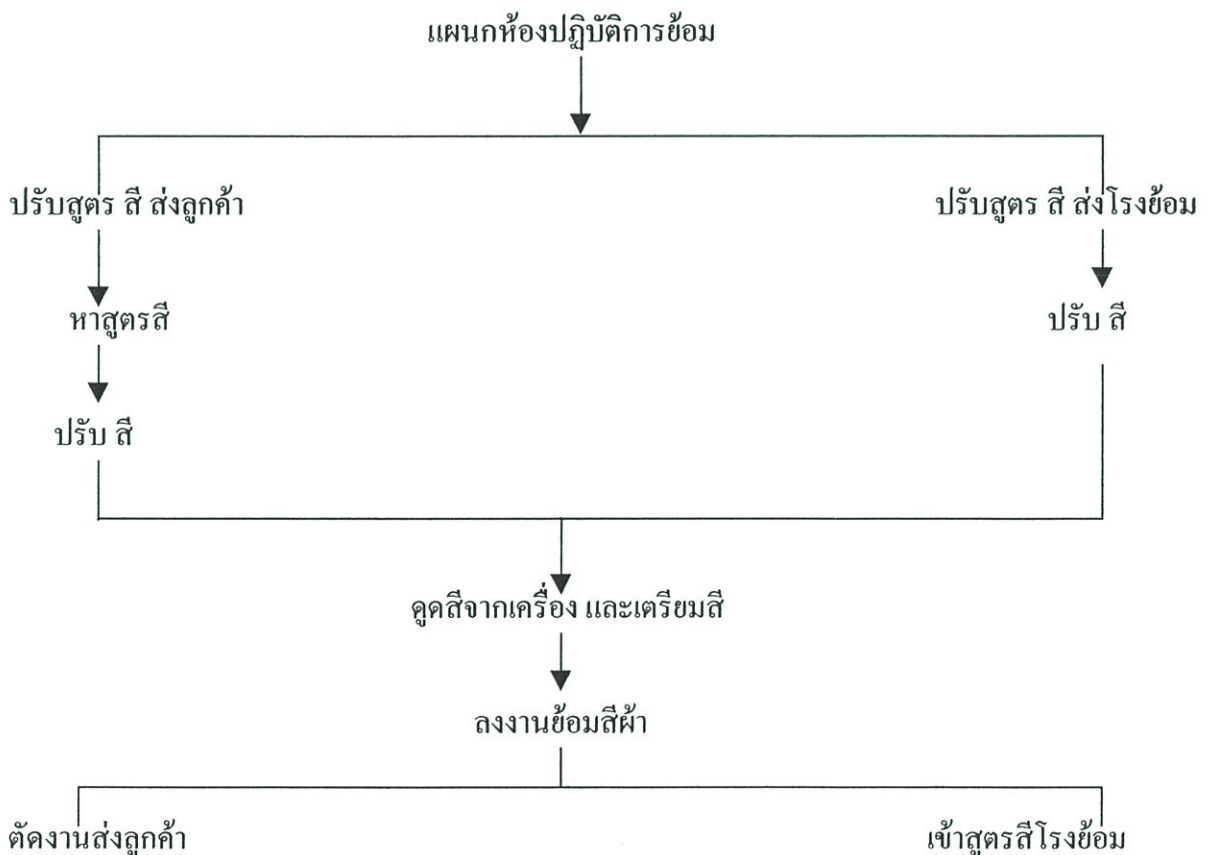 แผนกห้องปฏิบัติการย้อม
ปรับสูตร สี ส่งลูกค้า
ปรับสูตร สี ส่งโรงย้อม
หาสูตรสี
ปรับ สี
ปรับ สี
ดูดสีจากเครื่อง และเตรียมสี
ลงงานย้อมสีผ้า
ตัดงานส่งลูกค้า
เข้าสูตรสีโรงย้อม